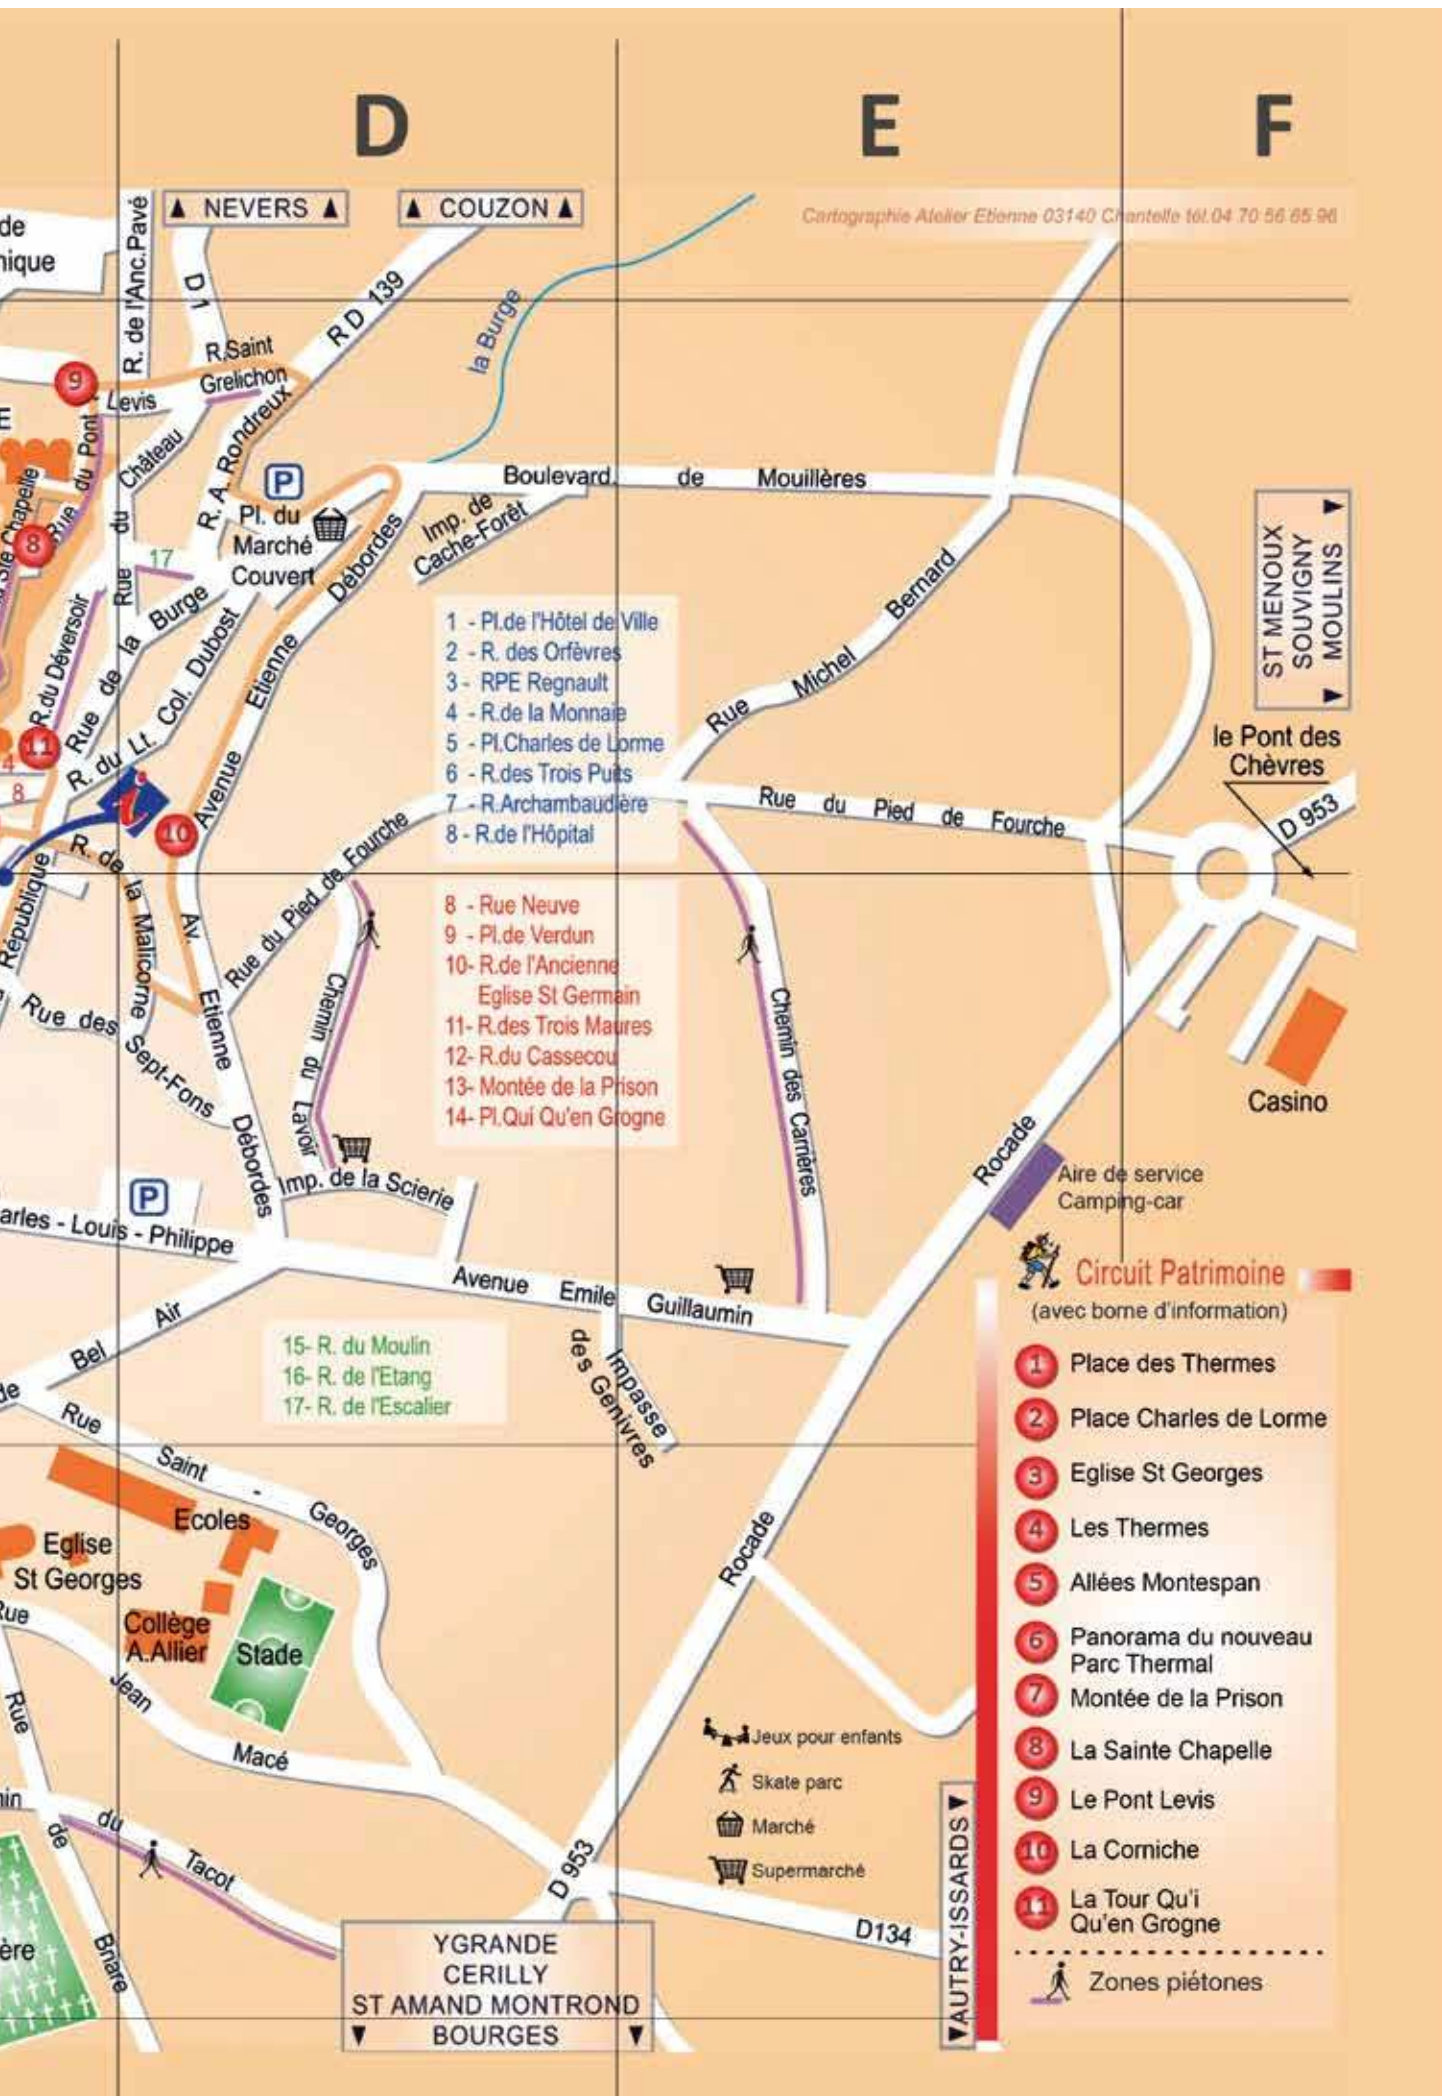 D
E
F
NEVERS
COUZON
Cartographie Atelier Etienne 03140 Chantelle tél.04 70 56 65 96
de
R. de l'Anc.Pavé
D 1
R D 139
la Burge
R.Saint
Grelichon
9
Levis
E
Rue du Pont
Château
R. A. Rondreux
P
Pl. du
Marché
Couvert
Boulevard. de Mouillères
Imp. de
Cache-Forêt
Ste Chapelle
8
17
Rue du
Rue de la Burge
Débordes
Etienne
Avenue
R.du Déversoir
R. du Lt. Col. Dubost
11
4
8
i
10
1 - Pl.de l'Hôtel de Ville
2 - R. des Orfèvres
3 - RPE Regnault
4 - R.de la Monnaie
5 - Pl.Charles de Lorme
6 - R.des Trois Puits
7 - R.Archambaudière
8 - R.de l'Hôpital
Rue Michel Bernard
ST MENOUX
SOUVIGNY
MOULINS
le Pont des
Chèvres
D 953
Rue du Pied de Fourche
Rue du Pied de Fourche
R. de la Malicorne
République
Av. Etienne Débordes
8 - Rue Neuve
9 - Pl.de Verdun
10- R.de l'Ancienne
Eglise St Germain
11- R.des Trois Maures
12- R.du Cassecou
13- Montée de la Prison
14- Pl.Qui Qu'en Grogne
Rue des Sept-Fons
Chemin du Lavoir
Chemin des Carrières
Casino
Rocade
Aire de service
Camping-car
Imp. de la Scierie
P
arles - Louis - Philippe
Avenue Emile Guillaumin
Bel Air
de
Impasse
des Genivres
15- R. du Moulin
16- R. de l'Etang
17- R. de l'Escalier
Circuit Patrimoine
(avec borne d'information)
1 Place des Thermes
2 Place Charles de Lorme
3 Eglise St Georges
4 Les Thermes
5 Allées Montespan
6 Panorama du nouveau
Parc Thermal
7 Montée de la Prison
8 La Sainte Chapelle
9 Le Pont Levis
10 La Corniche
11 La Tour Qu'i
Qu'en Grogne
Zones piétones
Rue Saint - Georges
Ecoles
Eglise
St Georges
Collège
A.Allier
Stade
Rocade
Rue
Jean Macé
Rue de Briare
du Tacot
ère
D 953
Jeux pour enfants
Skate parc
Marché
Supermarché
D134
AUTRY-ISSARDS
YGRANDE
CERILLY
ST AMAND MONTROND
BOURGES